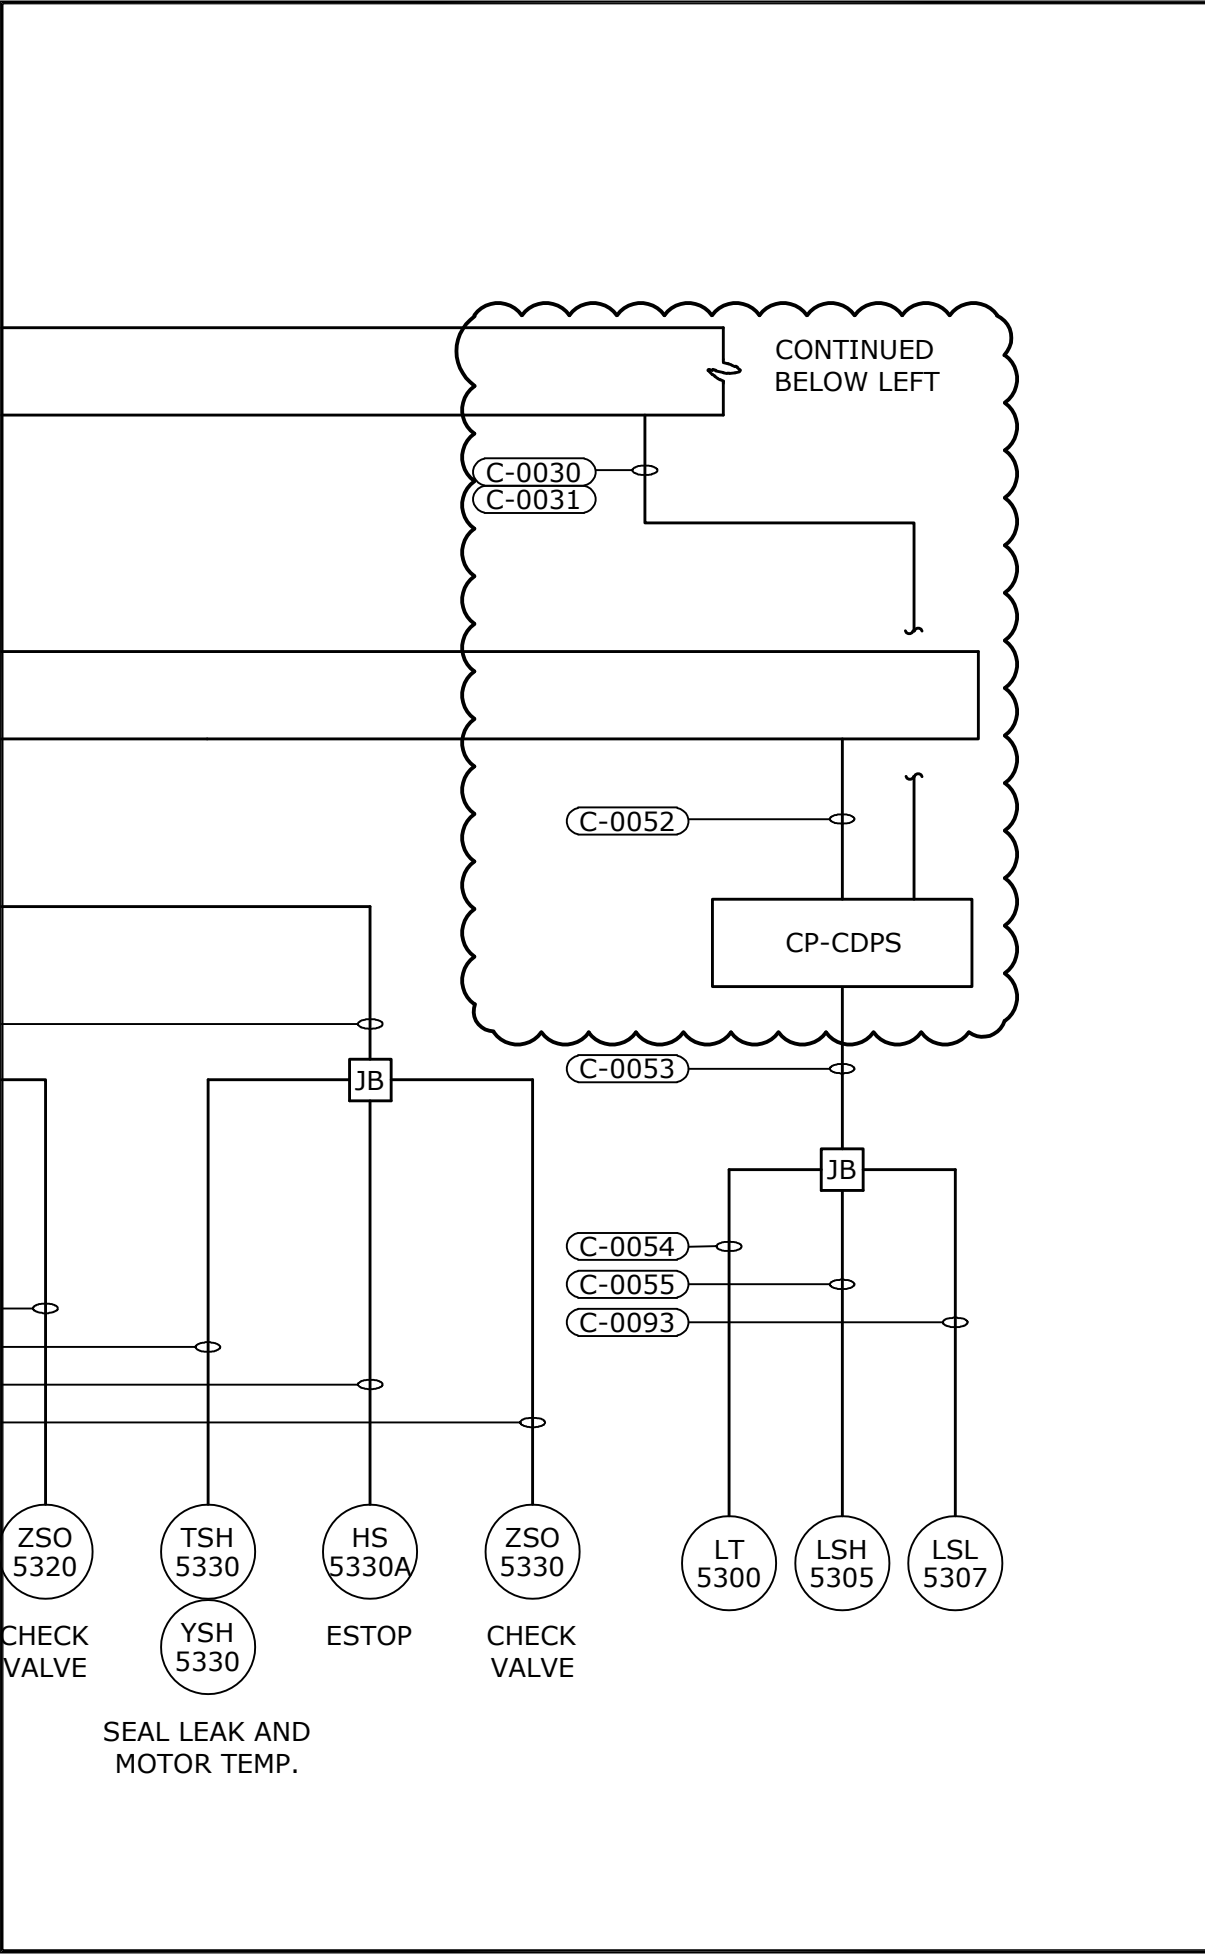 CONTINUED
BELOW LEFT
C-0030
C-0031
C-0052
CP-CDPS
C-0053
JB
JB
C-0054
C-0055
C-0093
ZSO
5320
TSH
5330
HS
5330A
ZSO
5330
LT
5300
LSH
5305
LSL
5307
CHECK
VALVE
YSH
5330
ESTOP
CHECK
VALVE
SEAL LEAK AND
MOTOR TEMP.